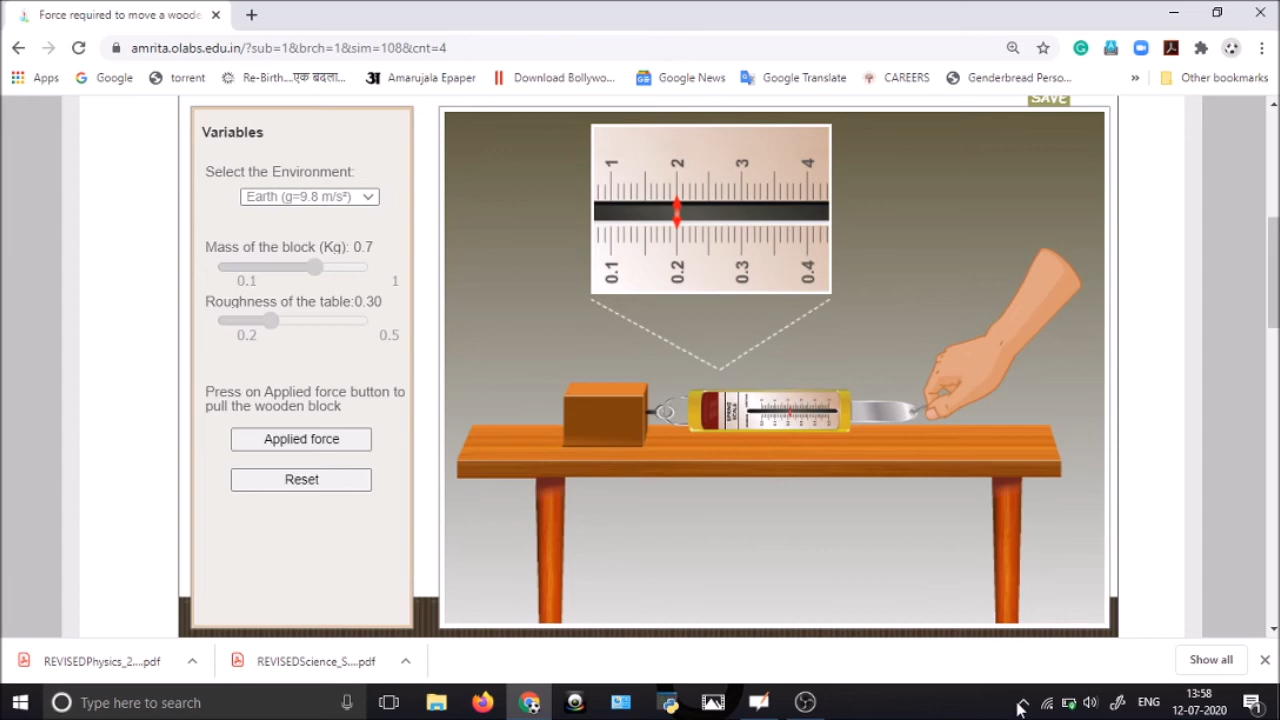 Force required to move a woode
amrita.olabs.edu.in/?sub=1&brch=1&sim=108&cnt=4
Apps Google torrent Re-Birth...एक बदला... Amarujala Epaper Download Bollywo... Google News Google Translate CAREERS Genderbread Perso... » Other bookmarks
SAVE
Variables
Select the Environment:
Earth (g=9.8 m/s²)
Mass of the block (Kg): 0.7
0.1 1
Roughness of the table:0.30
0.2 0.5
Press on Applied force button to
pull the wooden block
Applied force
Reset
1 2 3 4
0.1 0.2 0.3 0.4
SPRING
SCALE
REVISEDPhysics_2....pdf REVISEDScience_S....pdf Show all
Type here to search
ENG
13:58
12-07-2020
1